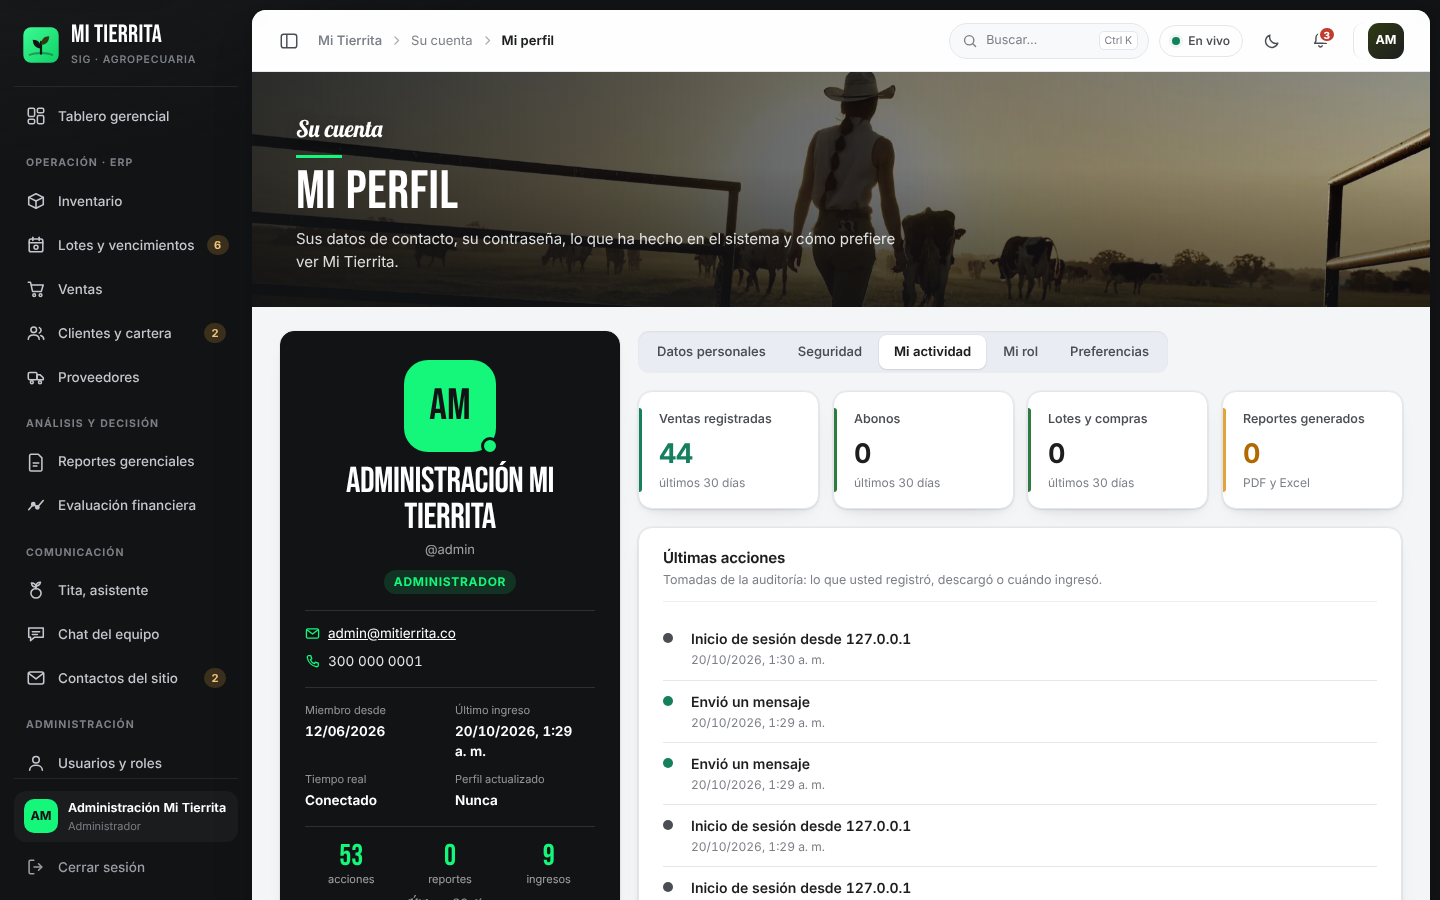 MI TIERRITA
SIG · AGROPECUARIA
Tablero gerencial
OPERACIÓN · ERP
Inventario
Lotes y vencimientos 6
Ventas
Clientes y cartera 2
Proveedores
ANÁLISIS Y DECISIÓN
Reportes gerenciales
Evaluación financiera
COMUNICACIÓN
Tita, asistente
Chat del equipo
Contactos del sitio 2
ADMINISTRACIÓN
Usuarios y roles
AM Administración Mi Tierrita
Administrador
Cerrar sesión
Mi Tierrita > Su cuenta > Mi perfil
Buscar... Ctrl K
En vivo
3
AM
Su cuenta
MI PERFIL
Sus datos de contacto, su contraseña, lo que ha hecho en el sistema y cómo prefiere
ver Mi Tierrita.
AM
ADMINISTRACIÓN MI
TIERRITA
@admin
ADMINISTRADOR
admin@mitierrita.co
300 000 0001
Miembro desde Último ingreso
12/06/2026 20/10/2026, 1:29
a. m.
Tiempo real Perfil actualizado
Conectado Nunca
53 0 9
acciones reportes ingresos
Datos personales Seguridad Mi actividad Mi rol Preferencias
Ventas registradas
44
últimos 30 días
Abonos
0
últimos 30 días
Lotes y compras
0
últimos 30 días
Reportes generados
0
PDF y Excel
Últimas acciones
Tomadas de la auditoría: lo que usted registró, descargó o cuándo ingresó.
Inicio de sesión desde 127.0.0.1
20/10/2026, 1:30 a. m.
Envió un mensaje
20/10/2026, 1:29 a. m.
Envió un mensaje
20/10/2026, 1:29 a. m.
Inicio de sesión desde 127.0.0.1
20/10/2026, 1:29 a. m.
Inicio de sesión desde 127.0.0.1